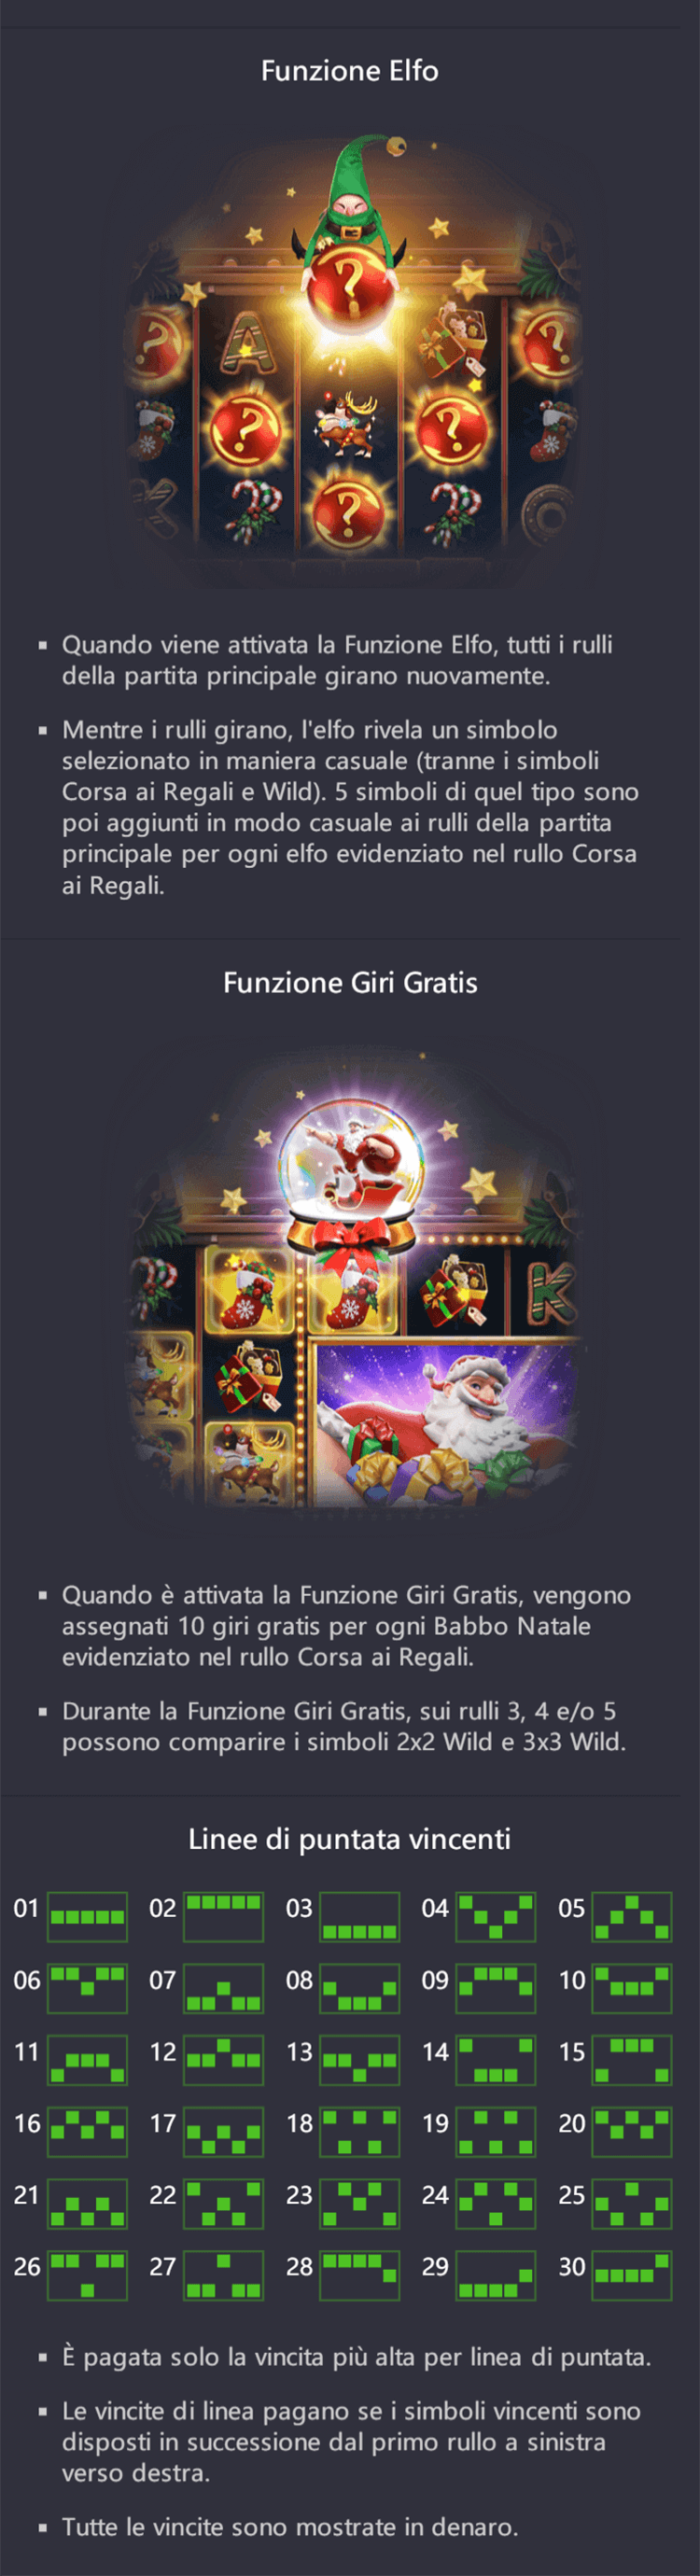 Funzione Elfo
?
? A ?
? ?
K ?
Quando viene attivata la Funzione Elfo, tutti i rulli
della partita principale girano nuovamente.
Mentre i rulli girano, l'elfo rivela un simbolo
selezionato in maniera casuale (tranne i simboli
Corsa ai Regali e Wild). 5 simboli di quel tipo sono
poi aggiunti in modo casuale ai rulli della partita
principale per ogni elfo evidenziato nel rullo Corsa
ai Regali.
Funzione Giri Gratis
K
Quando è attivata la Funzione Giri Gratis, vengono
assegnati 10 giri gratis per ogni Babbo Natale
evidenziato nel rullo Corsa ai Regali.
Durante la Funzione Giri Gratis, sui rulli 3, 4 e/o 5
possono comparire i simboli 2x2 Wild e 3x3 Wild.
Linee di puntata vincenti
01 02 03 04 05
06 07 08 09 10
11 12 13 14 15
16 17 18 19 20
21 22 23 24 25
26 27 28 29 30
È pagata solo la vincita più alta per linea di puntata.
Le vincite di linea pagano se i simboli vincenti sono
disposti in successione dal primo rullo a sinistra
verso destra.
Tutte le vincite sono mostrate in denaro.